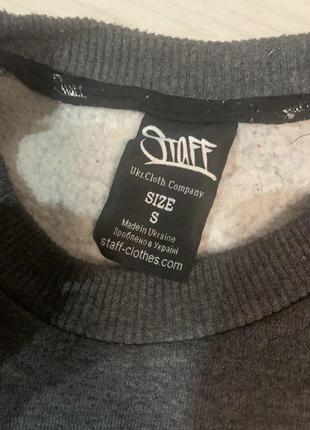 STAFF
Ukr.Cloth.Company
SIZE
S
Made in Ukraine
Зроблено в Україні
staff-clothes.com